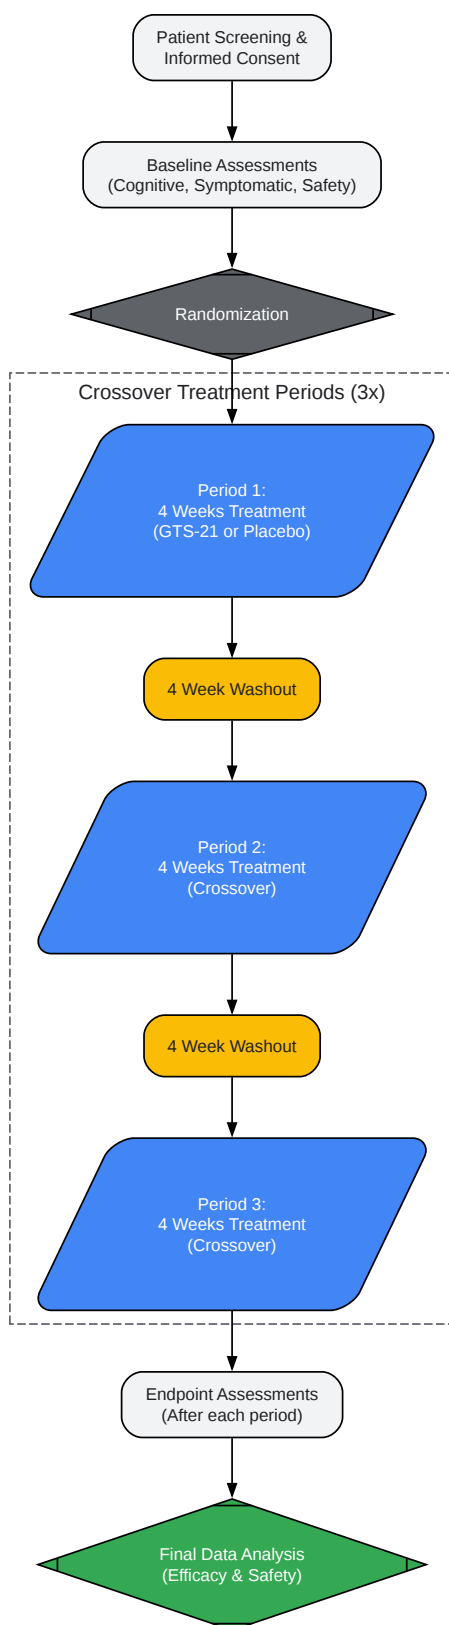 Patient Screening &
Informed Consent
Baseline Assessments
(Cognitive, Symptomatic, Safety)
Randomization
Crossover Treatment Periods (3x)
Period 1:
4 Weeks Treatment
(GTS-21 or Placebo)
4 Week Washout
Period 2:
4 Weeks Treatment
(Crossover)
4 Week Washout
Period 3:
4 Weeks Treatment
(Crossover)
Endpoint Assessments
(After each period)
Final Data Analysis
(Efficacy & Safety)